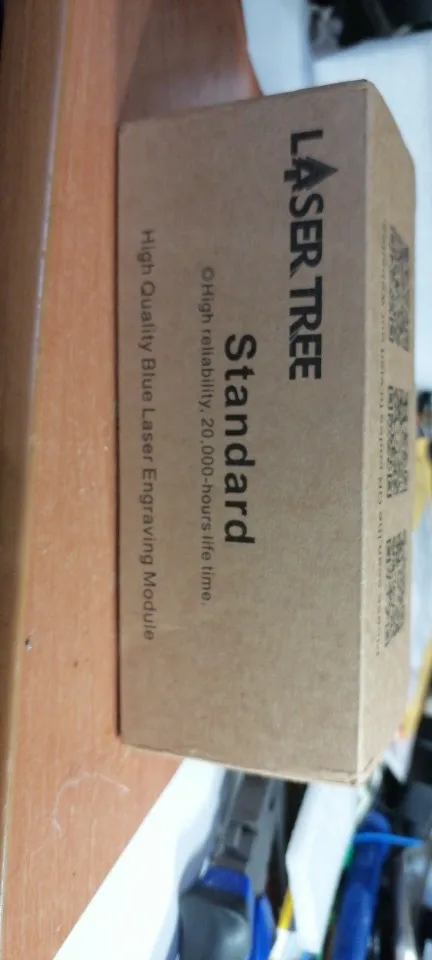 LASER TREE
Standard
©High reliability, 20,000-hours life time.
High Quality Blue Laser Engraving Module